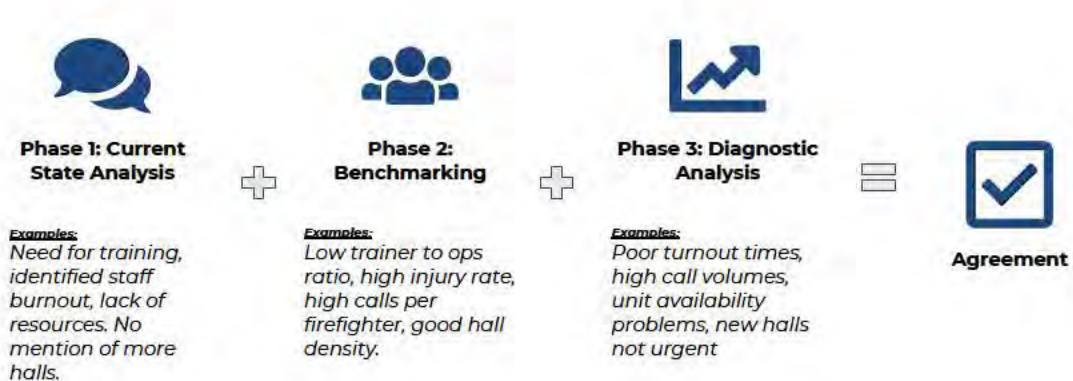 Phase 1: Current
State Analysis
Examples:
Need for training,
identified staff
burnout, lack of
resources. No
mention of more
halls.
Phase 2:
Benchmarking
Examples:
Low trainer to ops
ratio, high injury rate,
high calls per
firefighter, good hall
density.
Phase 3: Diagnostic
Analysis
Examples:
Poor turnout times,
high call volumes,
unit availability
problems, new halls
not urgent
Agreement